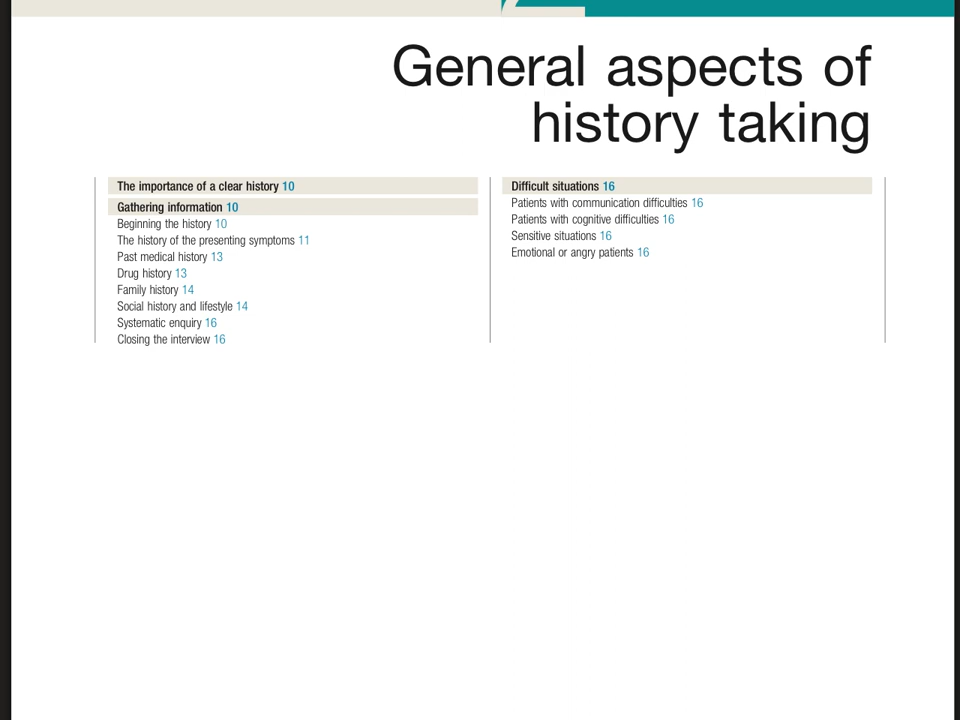 General aspects of
history taking
The importance of a clear history 10
Gathering information 10
Beginning the history 10
The history of the presenting symptoms 11
Past medical history 13
Drug history 13
Family history 14
Social history and lifestyle 14
Systematic enquiry 16
Closing the interview 16
Difficult situations 16
Patients with communication difficulties 16
Patients with cognitive difficulties 16
Sensitive situations 16
Emotional or angry patients 16